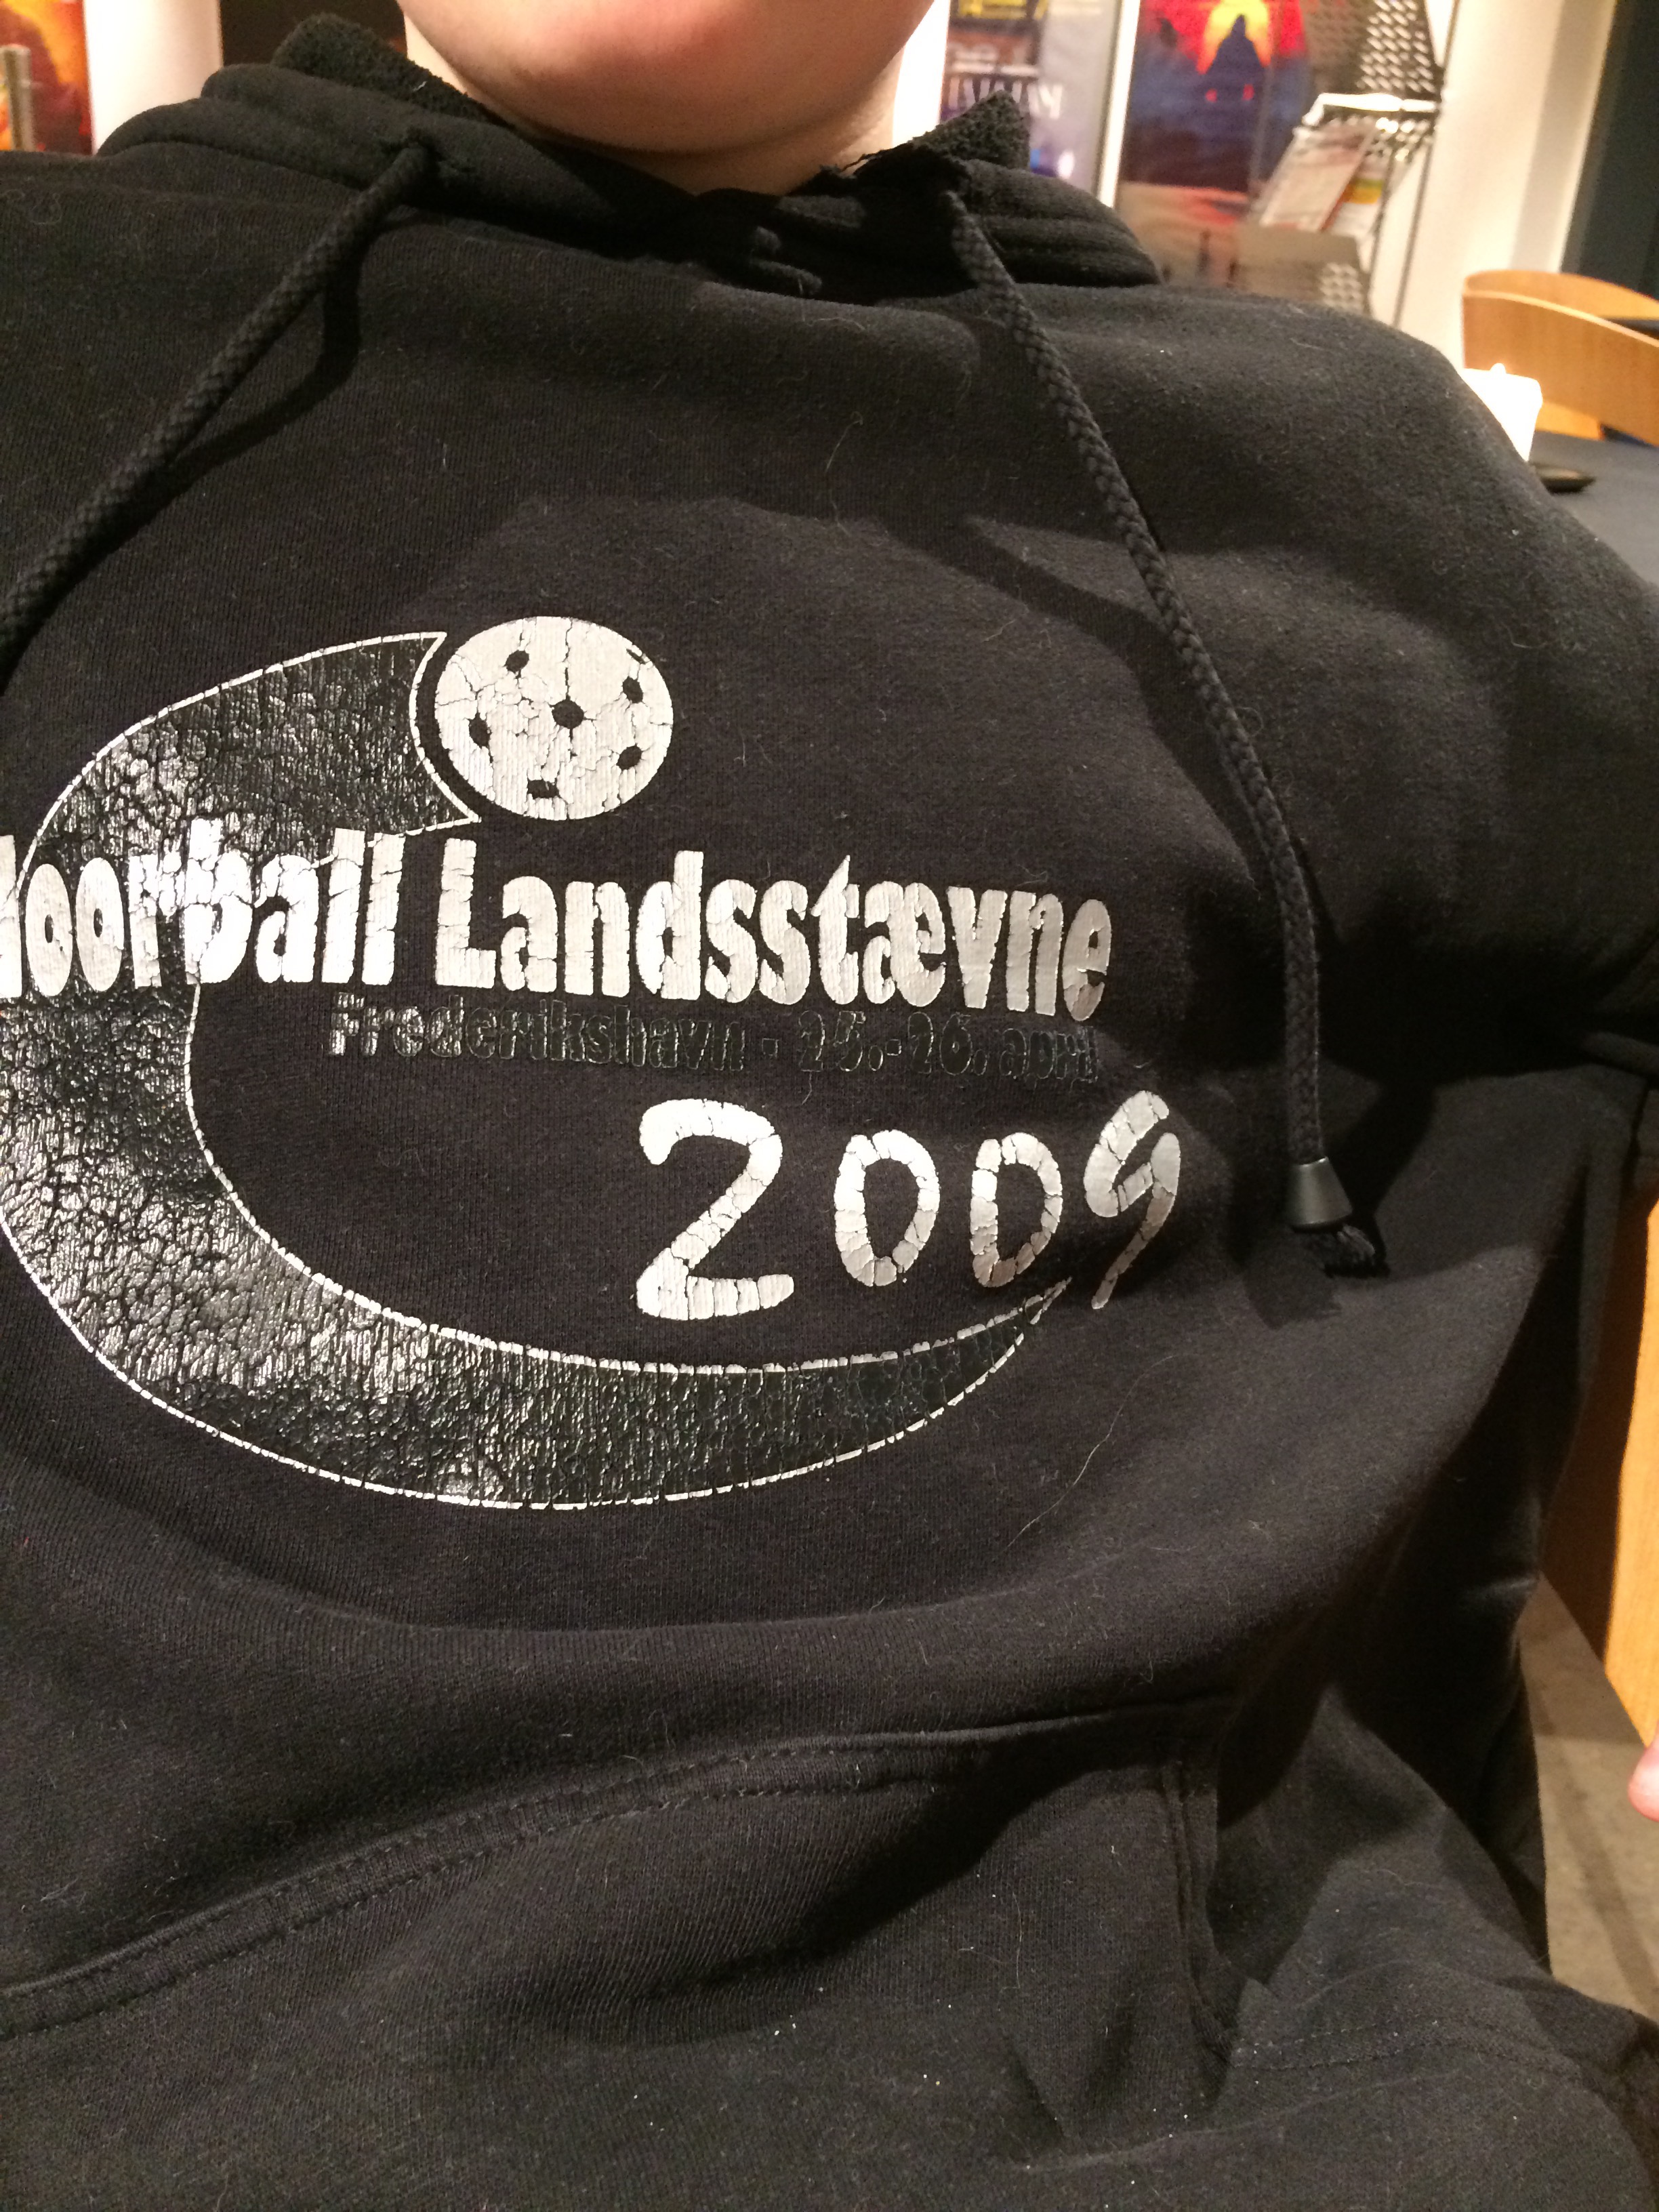 loorball Landsstævne
Frederikshavn - 25.-26. april
2009